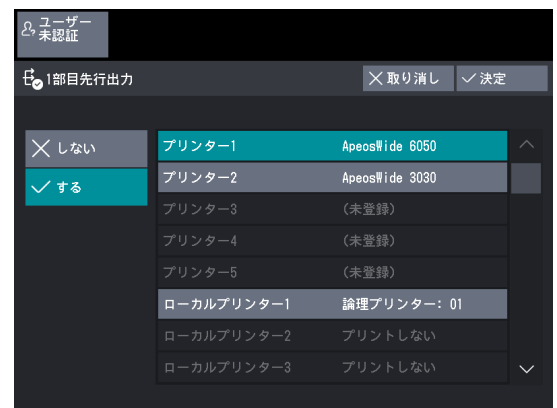 ユーザー
未認証
1部目先行出力
取り消し
決定
しない
する
プリンター1 ApeosWide 6050
プリンター2 ApeosWide 3030
プリンター3 (未登録)
プリンター4 (未登録)
プリンター5 (未登録)
ローカルプリンター1 論理プリンター: 01
ローカルプリンター2 プリントしない
ローカルプリンター3 プリントしない